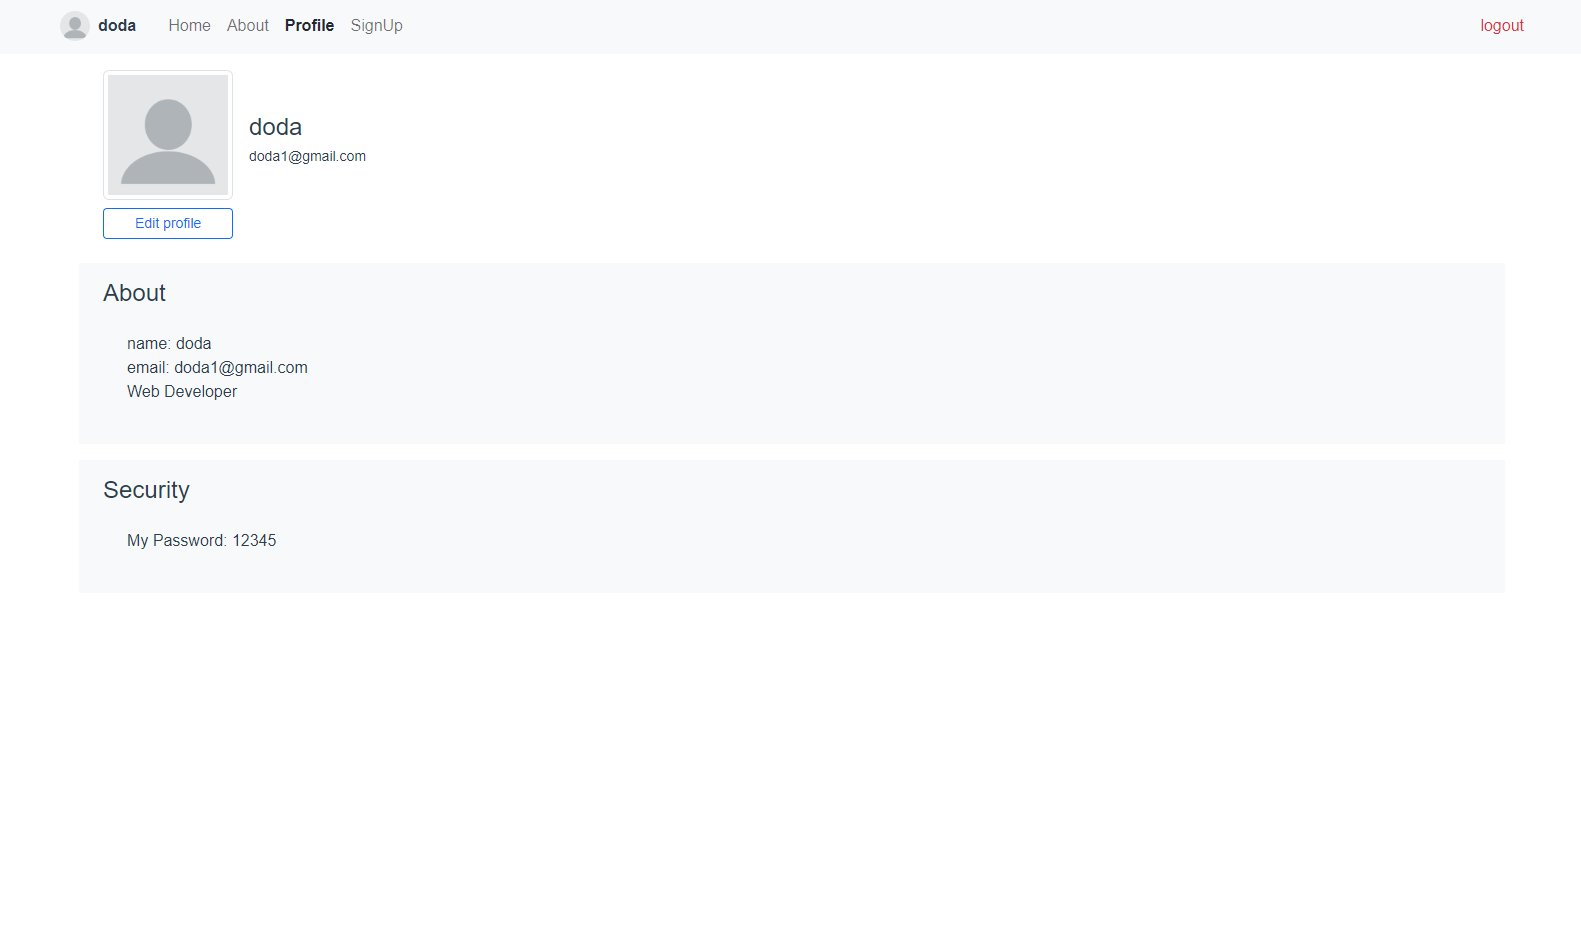 doda Home About Profile SignUp logout
doda
doda1@gmail.com
Edit profile
About
name: doda
email: doda1@gmail.com
Web Developer
Security
My Password: 12345